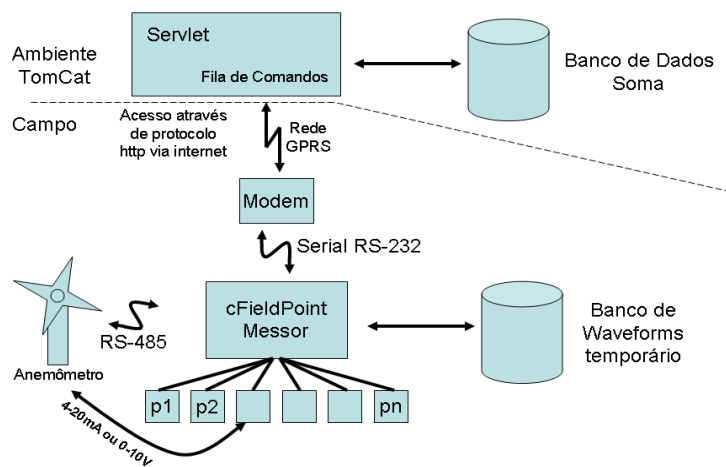 Ambiente
TomCat
Servlet
Fila de Comandos
Banco de Dados
Soma
Campo
Acesso através
de protocolo
http via internet
Rede
GPRS
Modem
Serial RS-232
cFieldPoint
Messor
Banco de
Waveforms
temporário
RS-485
Anemômetro
p1
p2
pn
4-20mA ou 0-10V